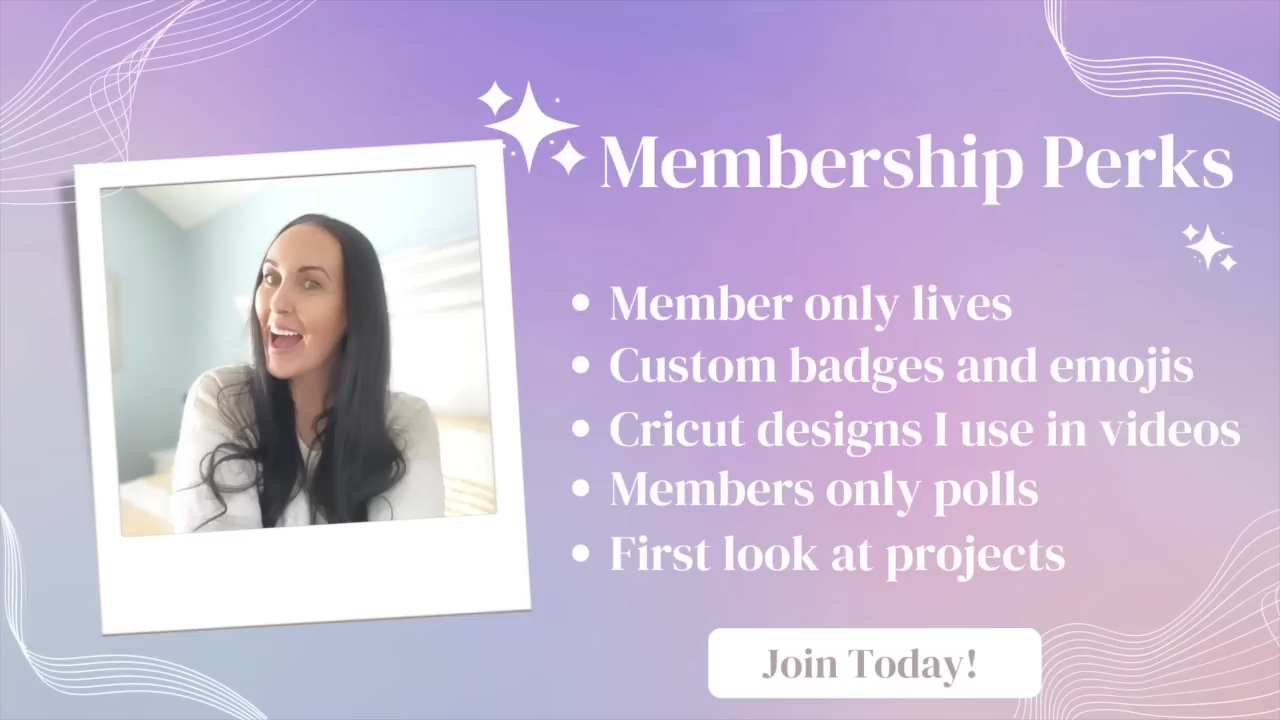 Membership Perks
Member only lives
Custom badges and emojis
Cricut designs I use in videos
Members only polls
First look at projects
Join Today!